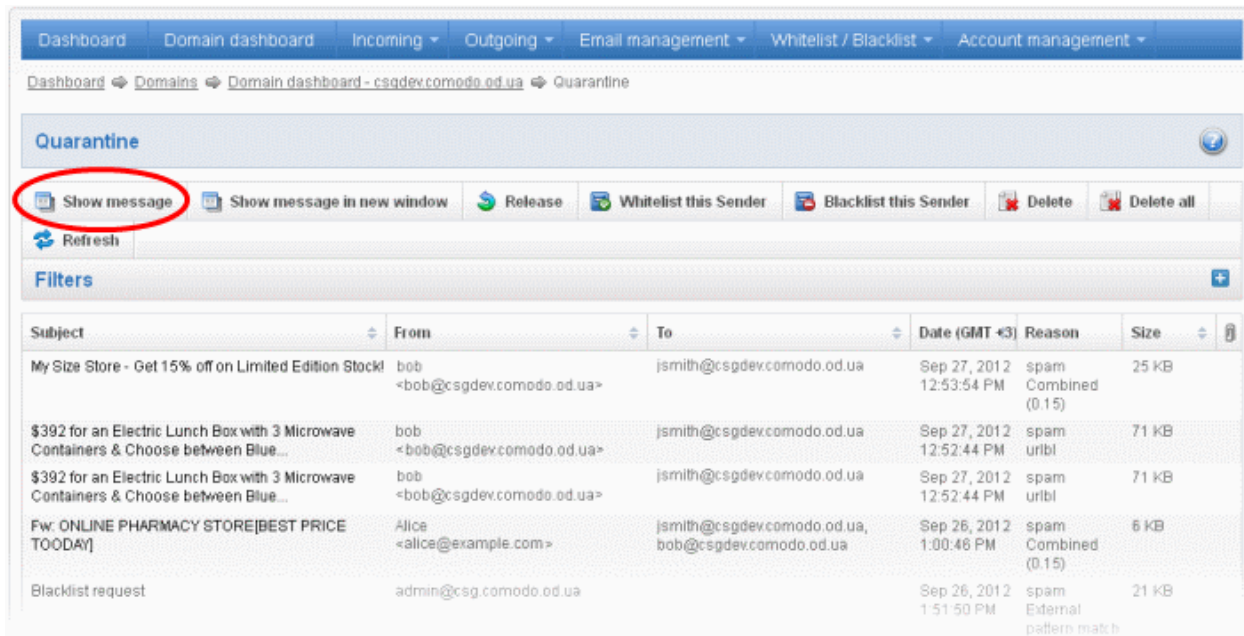 Dashboard Domain dashboard Incoming Outgoing Email management Whitelist / Blacklist Account management
Dashboard Domains Domain dashboard - csgdev.comodo.od.ua Quarantine
Quarantine
Show message Show message in new window Release Whitelist this Sender Blacklist this Sender Delete Delete all
Refresh
Filters
Subject From To Date (GMT +3) Reason Size
My Size Store - Get 15% off on Limited Edition Stock! bob jsmith@csgdev.comodo.od.ua Sep 27, 2012 spam 25 KB
<bob@csgdev.comodo.od.ua> 12:53:54 PM Combined
(0.15)
$392 for an Electric Lunch Box with 3 Microwave bob jsmith@csgdev.comodo.od.ua Sep 27, 2012 spam 71 KB
Containers & Choose between Blue... <bob@csgdev.comodo.od.ua> 12:52:44 PM urlbl
$392 for an Electric Lunch Box with 3 Microwave bob jsmith@csgdev.comodo.od.ua Sep 27, 2012 spam 71 KB
Containers & Choose between Blue... <bob@csgdev.comodo.od.ua> 12:52:44 PM urlbl
Fw: ONLINE PHARMACY STORE[BEST PRICE Alice jsmith@csgdev.comodo.od.ua, Sep 26, 2012 spam 6 KB
TOODAY] <alice@example.com> bob@csgdev.comodo.od.ua 1:00:46 PM Combined
(0.15)
Blacklist request admin@csg.comodo.od.ua Sep 26, 2012 spam 21 KB
1:51:50 PM External
pattern match